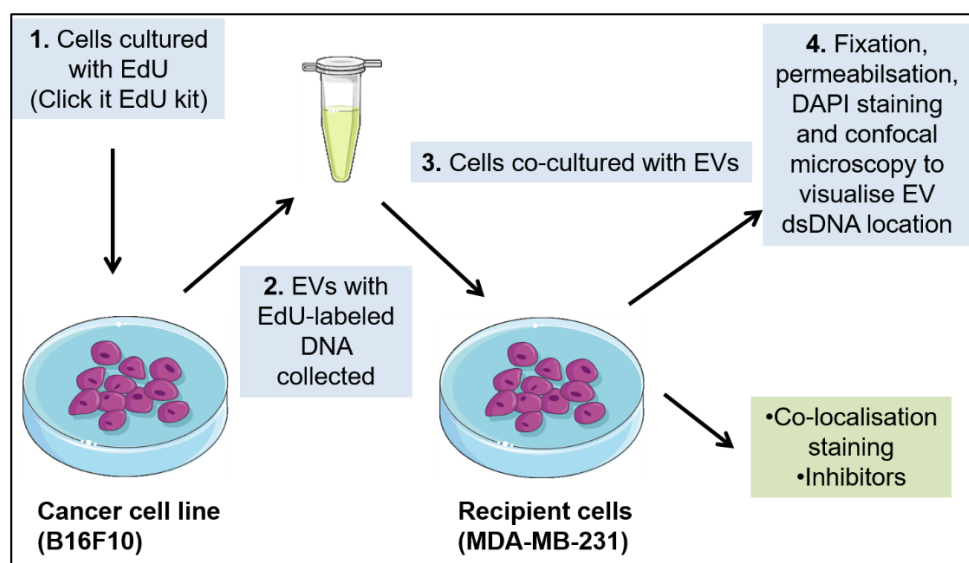 1. Cells cultured
with EdU
(Click it EdU kit)
2. EVs with
EdU-labeled
DNA
collected
3. Cells co-cultured with EVs
4. Fixation,
permeabilsation,
DAPI staining
and confocal
microscopy to
visualise EV
dsDNA location
•Co-localisation
staining
•Inhibitors
Cancer cell line
(B16F10)
Recipient cells
(MDA-MB-231)